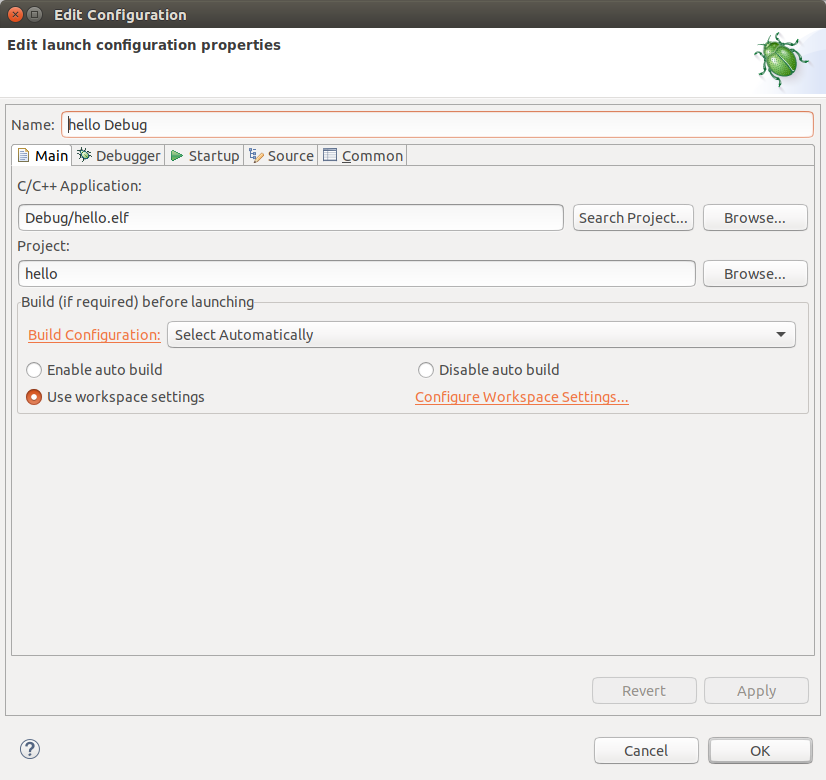 Edit Configuration
Edit launch configuration properties
Name: hello Debug
Main Debugger Startup Source Common
C/C++ Application:
Debug/hello.elf Search Project... Browse...
Project:
hello Browse...
Build (if required) before launching
Build Configuration: Select Automatically
Enable auto build Disable auto build
Use workspace settings Configure Workspace Settings...
Revert Apply
? Cancel OK